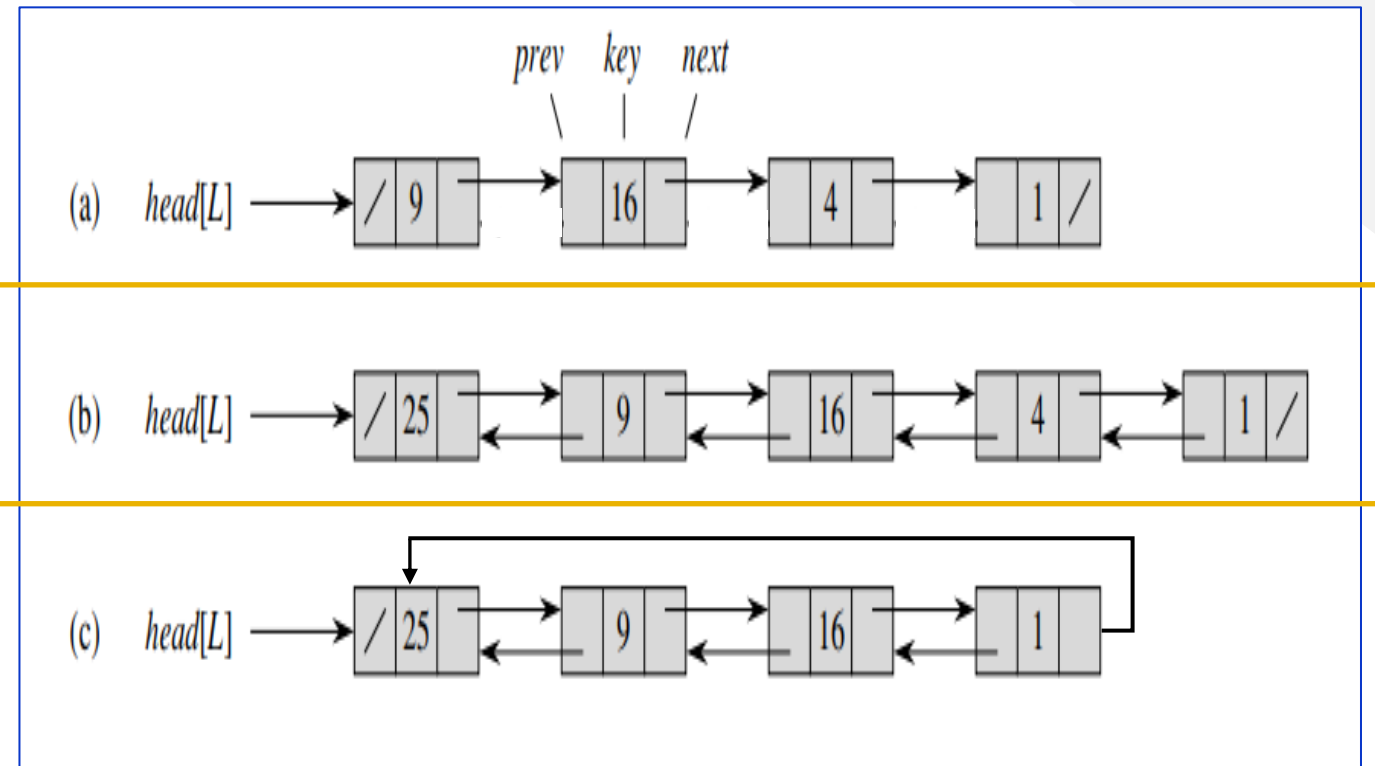 prev key next
(a) head[L] / 9 16 4 1 /
(b) head[L] / 25 9 16 4 1 /
(c) head[L] / 25 9 16 1